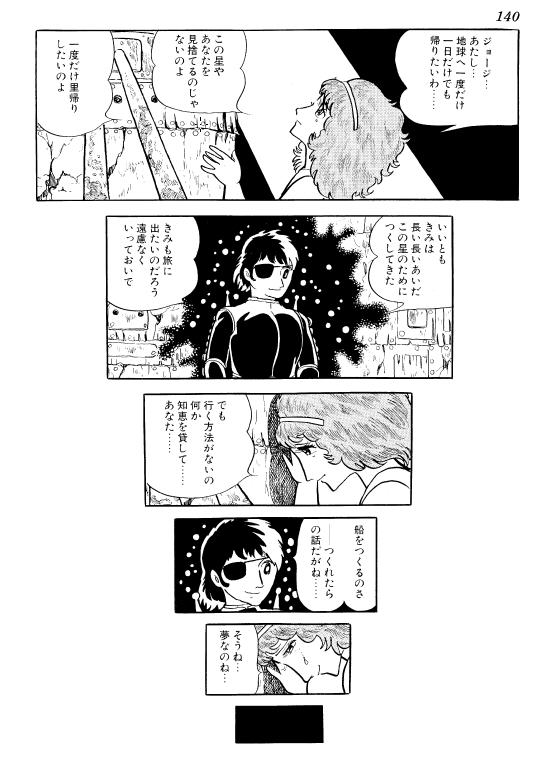 140
ジョージ…
あたし…
地球へ一度だけ
一日だけでも
帰りたいわ……
この星や
あなたを
見捨てるのじゃ
ないのよ
一度だけ里帰り
したいのよ
いいとも
きみは
長い長いあいだ
この星のために
つくしてきた
きみも旅に
出たいのだろう
遠慮なく
いっておいで
でも
行く方法がないの
何か
知恵を貸して……
あなた……
船をつくるのさ
――つくれたら
の話だがね……
そうね…
夢なのね…